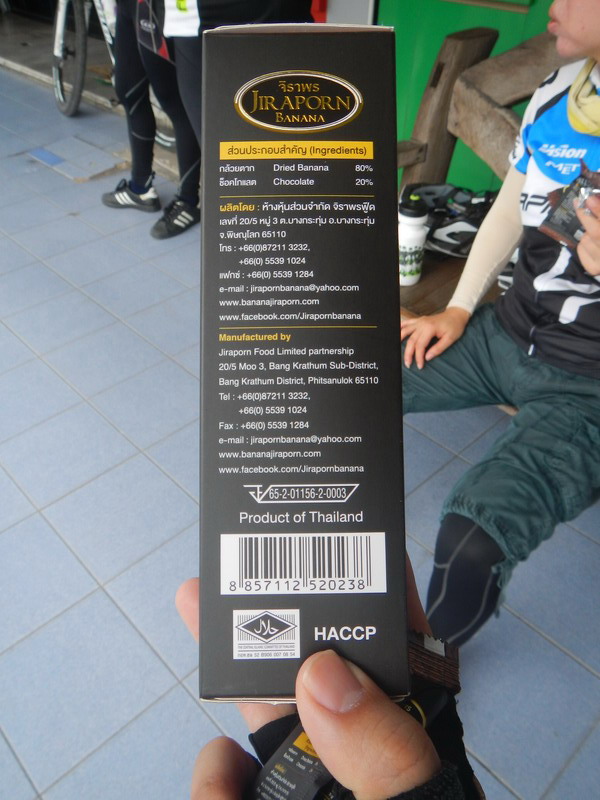 จิราพร
JIRAPORN
BANANA
ส่วนประกอบสำคัญ (Ingredients)
กล้วยตาก Dried Banana 80%
ช็อคโกแลต Chocolate 20%
ผลิตโดย : ห้างหุ้นส่วนจำกัด จิราพรฟู้ด
เลขที่ 20/5 หมู่ 3 ต.บางกระทุ่ม อ.บางกระทุ่ม
จ.พิษณุโลก 65110
โทร : +66(0)87211 3232,
+66(0) 5539 1024
แฟกซ์ : +66(0) 5539 1284
e-mail : jirapornbanana@yahoo.com
www.bananajiraporn.com
www.facebook.com/Jirapornbanana
Manufactured by
Jiraporn Food Limited partnership
20/5 Moo 3, Bang Krathum Sub-District,
Bang Krathum District, Phitsanulok 65110
Tel : +66(0)87211 3232,
+66(0) 5539 1024
Fax : +66(0) 5539 1284
e-mail : jirapornbanana@yahoo.com
www.bananajiraporn.com
www.facebook.com/Jirapornbanana
65-2-01156-2-0003
Product of Thailand
8 857112 520238
حلال
HACCP